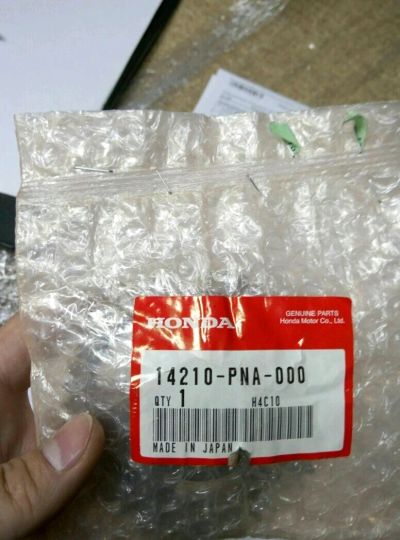 HONDA
GENUINE PARTS
Honda Motor Co., Ltd.
14210-PNA-000
QTY 1 H4C10
MADE IN JAPAN